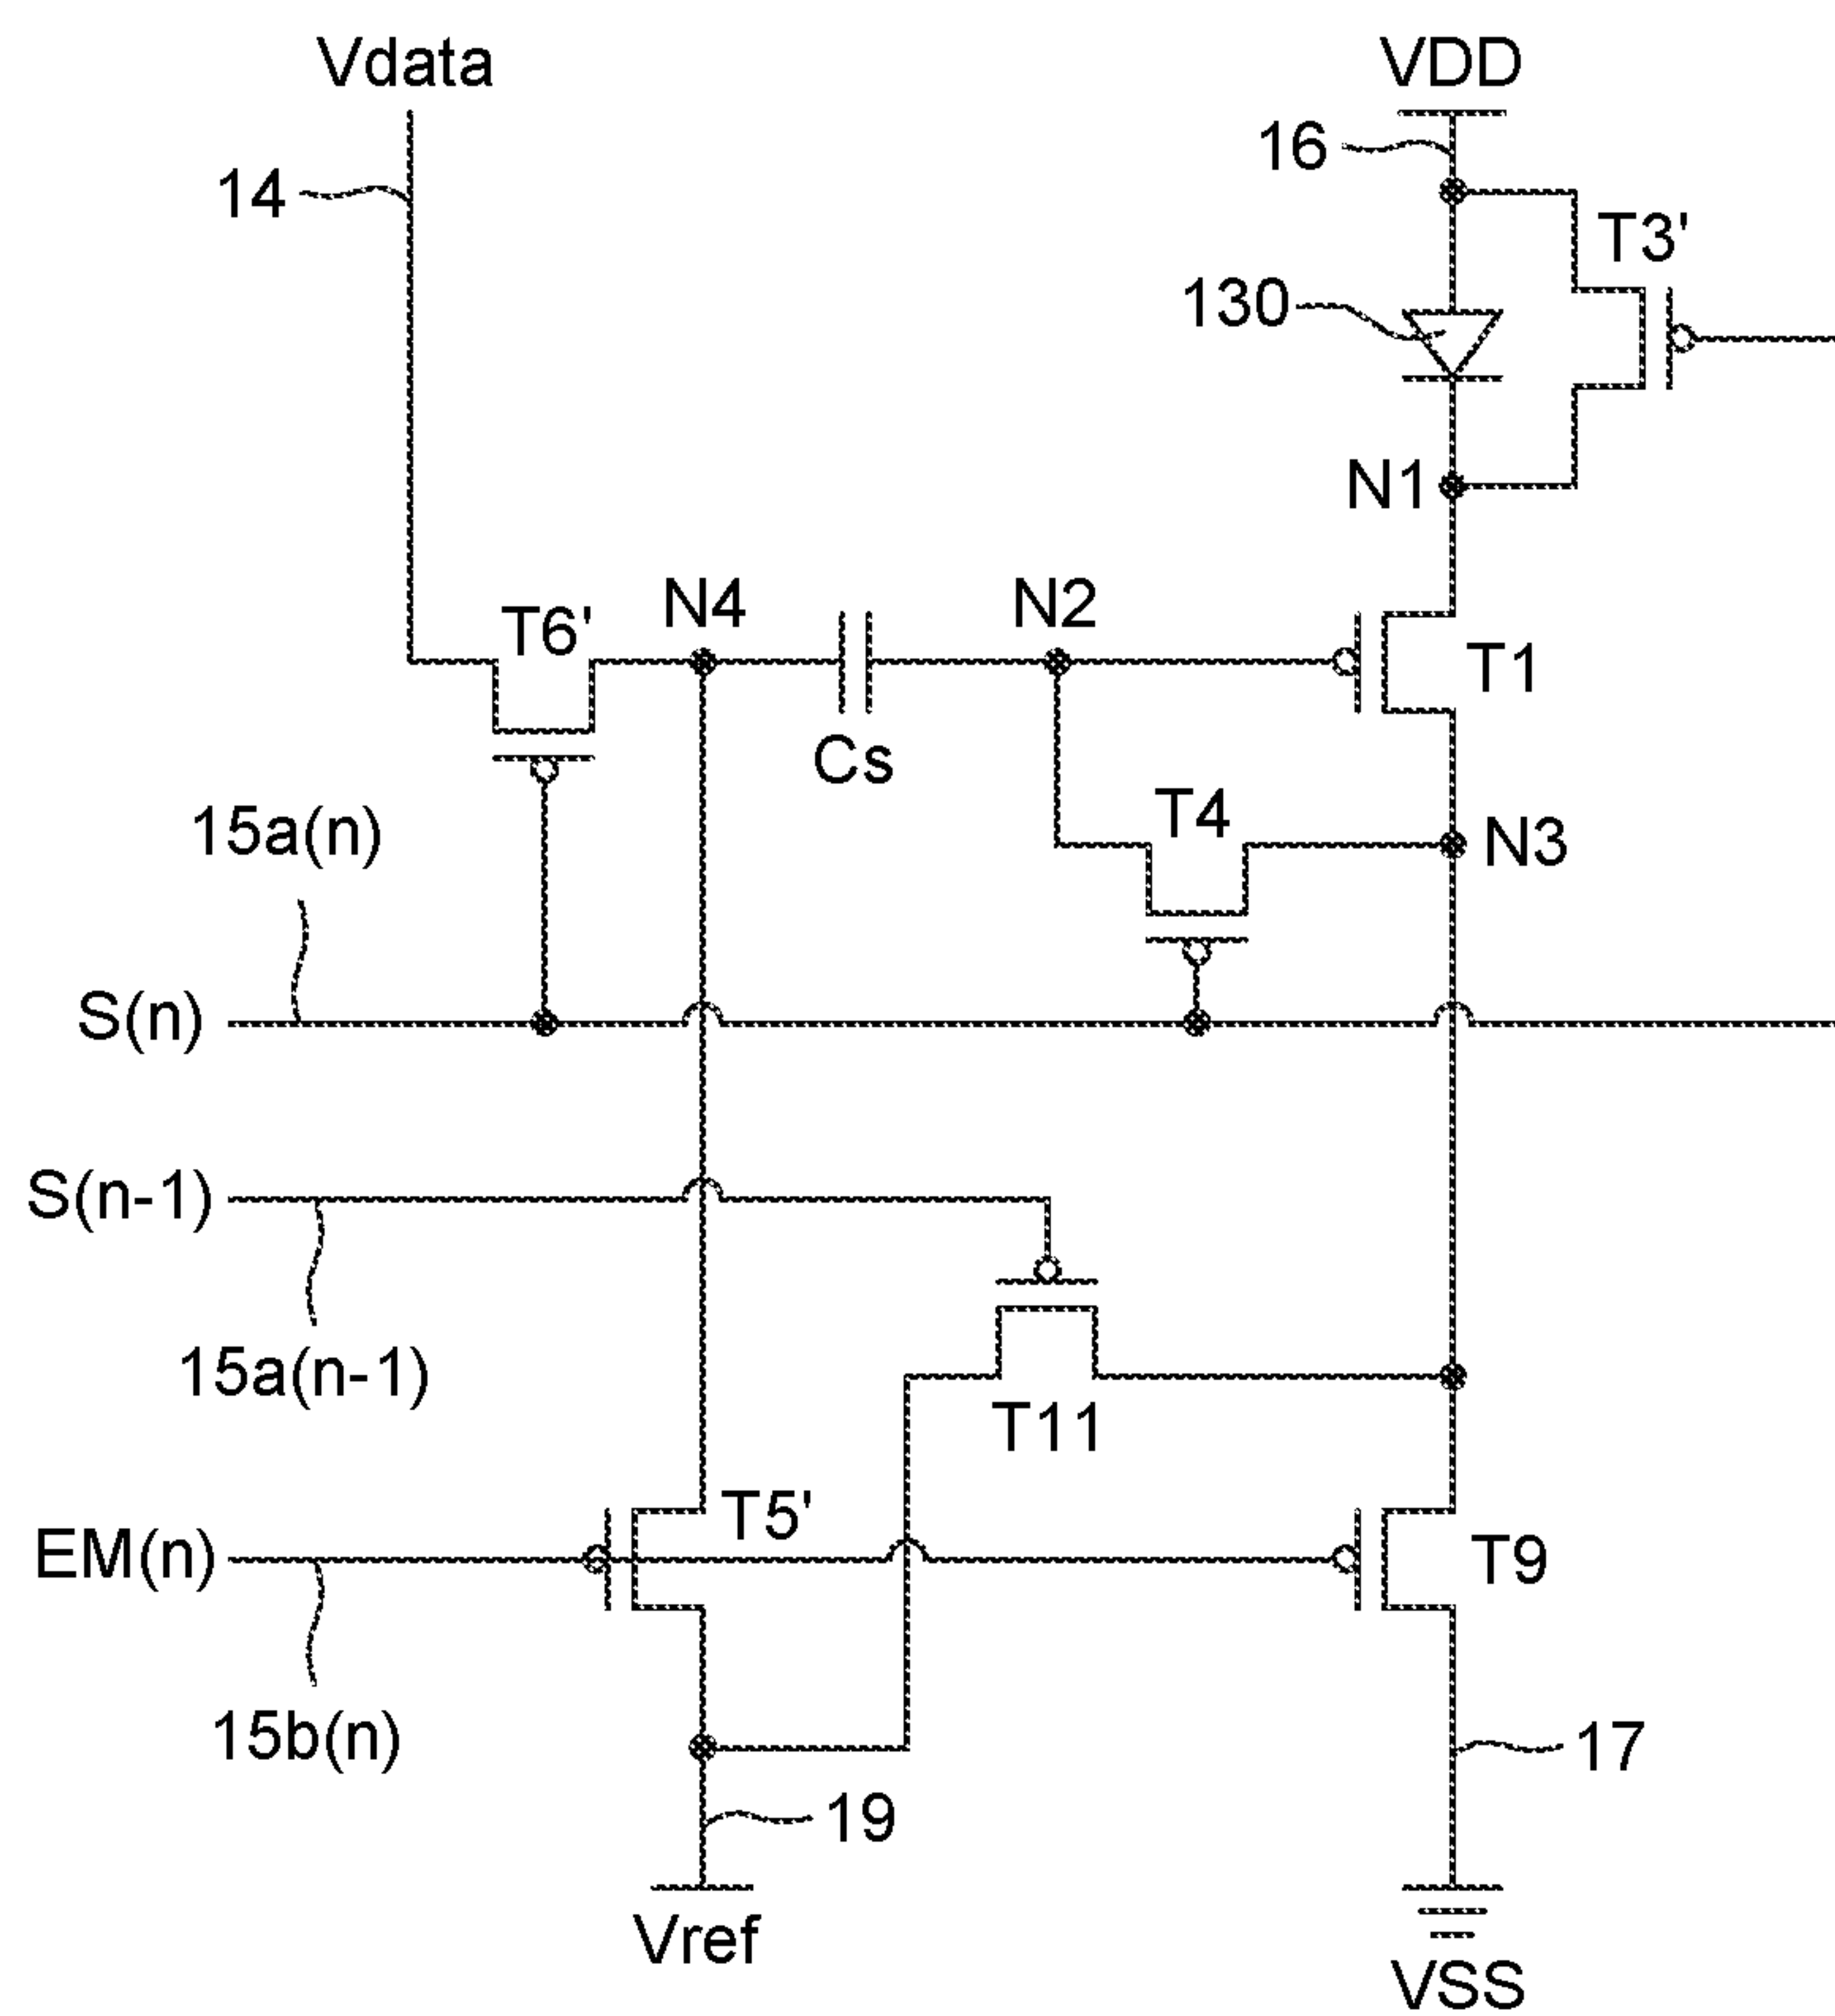 Vdata
VDD
16
14
T3'
130
N1
T6'
N4
N2
T1
Cs
T4
15a(n)
N3
S(n)
S(n-1)
15a(n-1)
T11
T5'
EM(n)
T9
15b(n)
17
19
Vref
VSS